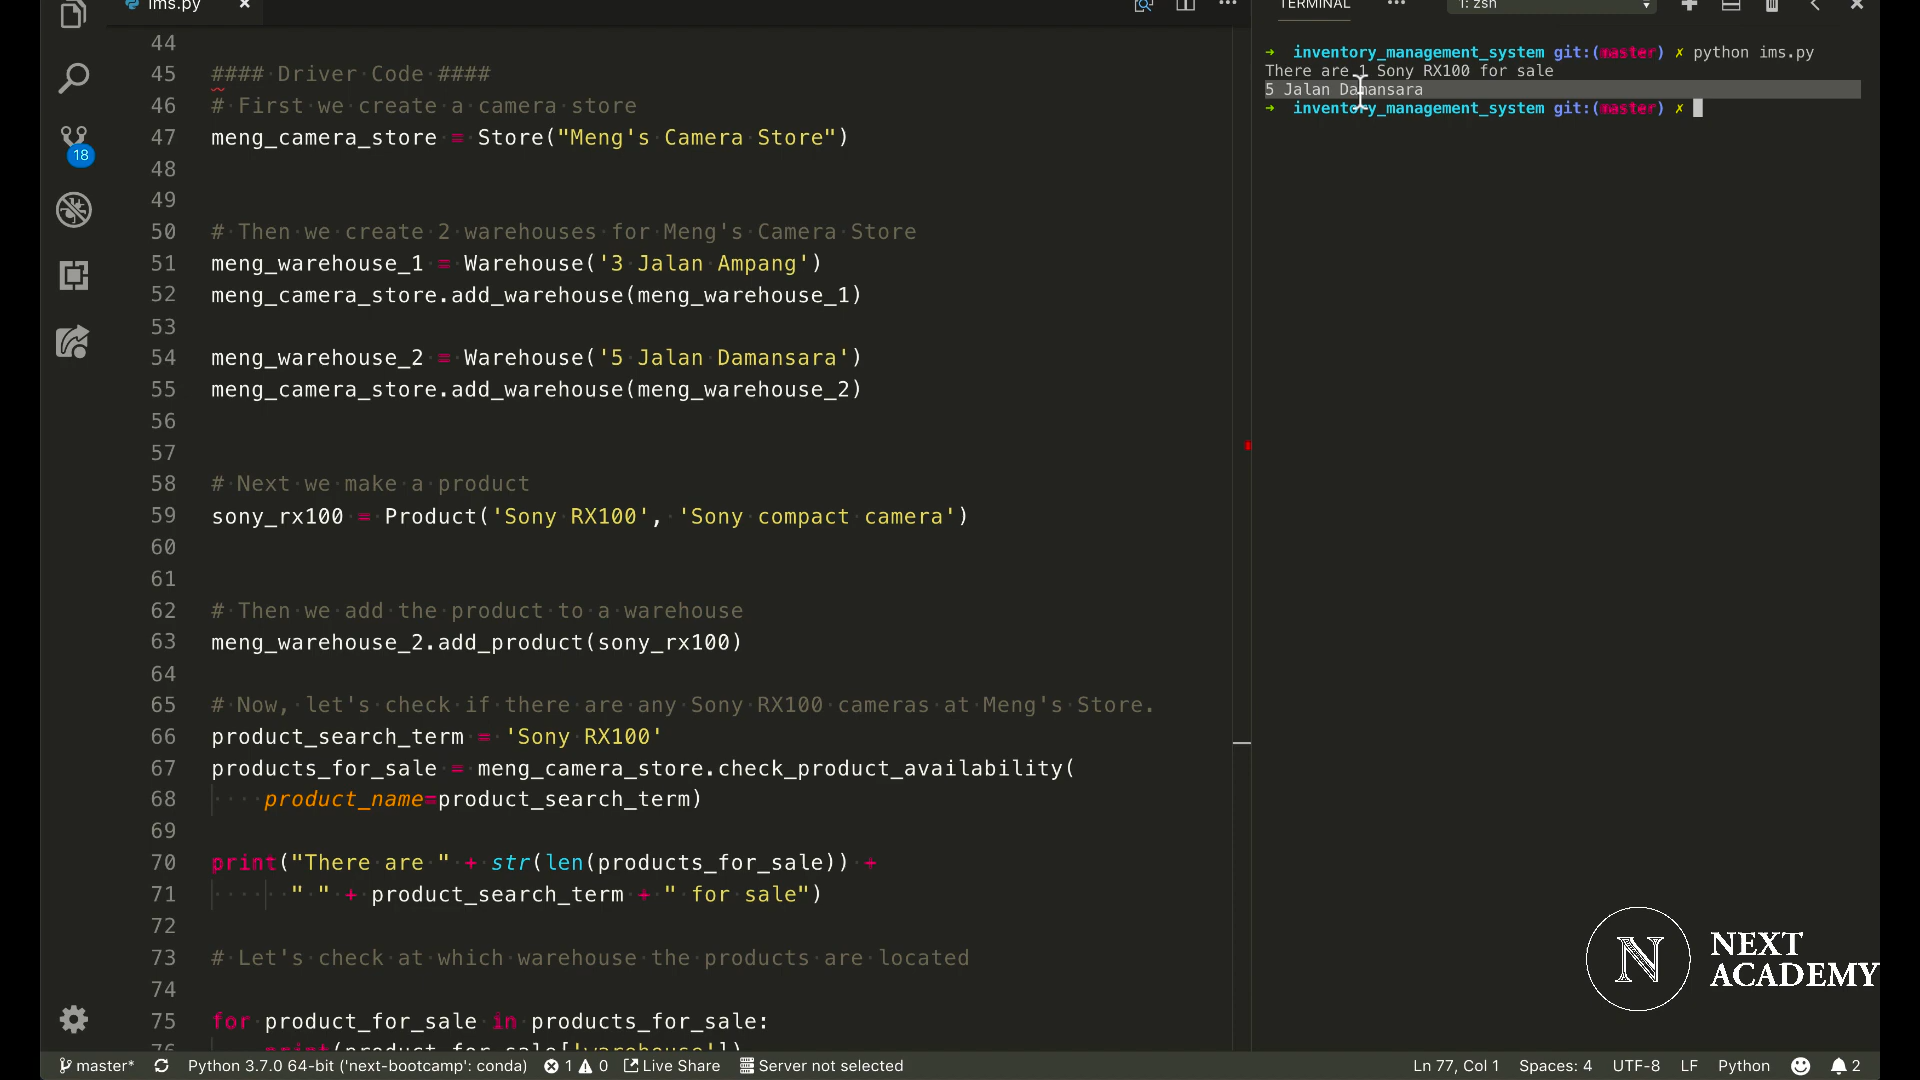 ims.py
TERMINAL
1: zsh
44
45 #### Driver Code ####
46 # First we create a camera store
47 meng_camera_store = Store("Meng's Camera Store")
48
49
50 # Then we create 2 warehouses for Meng's Camera Store
51 meng_warehouse_1 = Warehouse('3 Jalan Ampang')
52 meng_camera_store.add_warehouse(meng_warehouse_1)
53
54 meng_warehouse_2 = Warehouse('5 Jalan Damansara')
55 meng_camera_store.add_warehouse(meng_warehouse_2)
56
57
58 # Next we make a product
59 sony_rx100 = Product('Sony RX100', 'Sony compact camera')
60
61
62 # Then we add the product to a warehouse
63 meng_warehouse_2.add_product(sony_rx100)
64
65 # Now, let's check if there are any Sony RX100 cameras at Meng's Store.
66 product_search_term = 'Sony RX100'
67 products_for_sale = meng_camera_store.check_product_availability(
68 product_name=product_search_term)
69
70 print("There are " + str(len(products_for_sale)) +
71 " " + product_search_term + " for sale")
72
73 # Let's check at which warehouse the products are located
74
75 for product_for_sale in products_for_sale:
76 print(product_for_sale['warehouse'])
→ inventory_management_system git:(master) ✗ python ims.py
There are 1 Sony RX100 for sale
5 Jalan Damansara
→ inventory_management_system git:(master) ✗
18
NEXT
ACADEMY
N
master* Python 3.7.0 64-bit ('next-bootcamp': conda) 1 0 Live Share Server not selected Ln 77, Col 1 Spaces: 4 UTF-8 LF Python 2